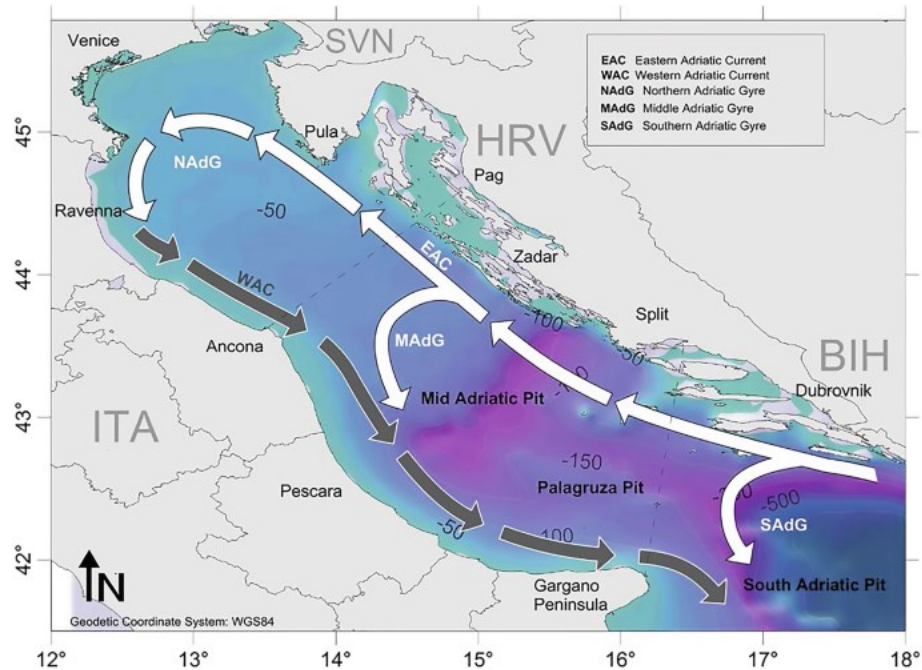 Venice
SVN
EAC Eastern Adriatic Current
WAC Western Adriatic Current
NAdG Northern Adriatic Gyre
MAdG Middle Adriatic Gyre
SAdG Southern Adriatic Gyre
45°
Pula
HRV
NAdG
Pag
Ravenna
-50
44°
WAC
EAC
Zadar
-100
Split
Ancona
MAdG
-50
BIH
Dubrovnik
43°
ITA
Mid Adriatic Pit
-150
Pescara
Palagruza Pit
-500
-50
100
SAdG
42°
N
Gargano
Peninsula
South Adriatic Pit
Geodetic Coordinate System: WGS84
12°
13°
14°
15°
16°
17°
18°